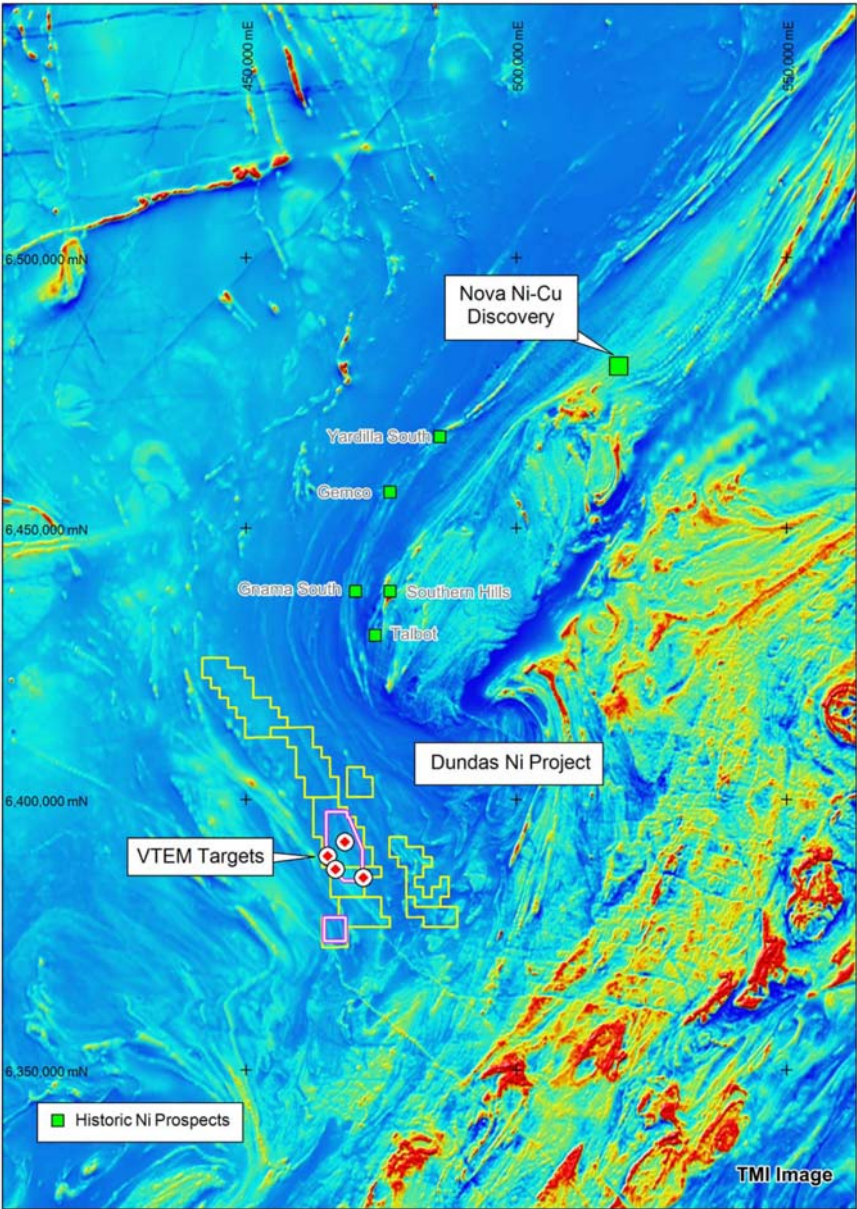 450,000 mE
500,000 mE
550,000 mE
6,500,000 mN
Nova Ni-Cu
Discovery
Yardilla South
Gemco
6,450,000 mN
Gnama South
Southern Hills
Talbot
Dundas Ni Project
6,400,000 mN
VTEM Targets
6,350,000 mN
Historic Ni Prospects
TMI Image